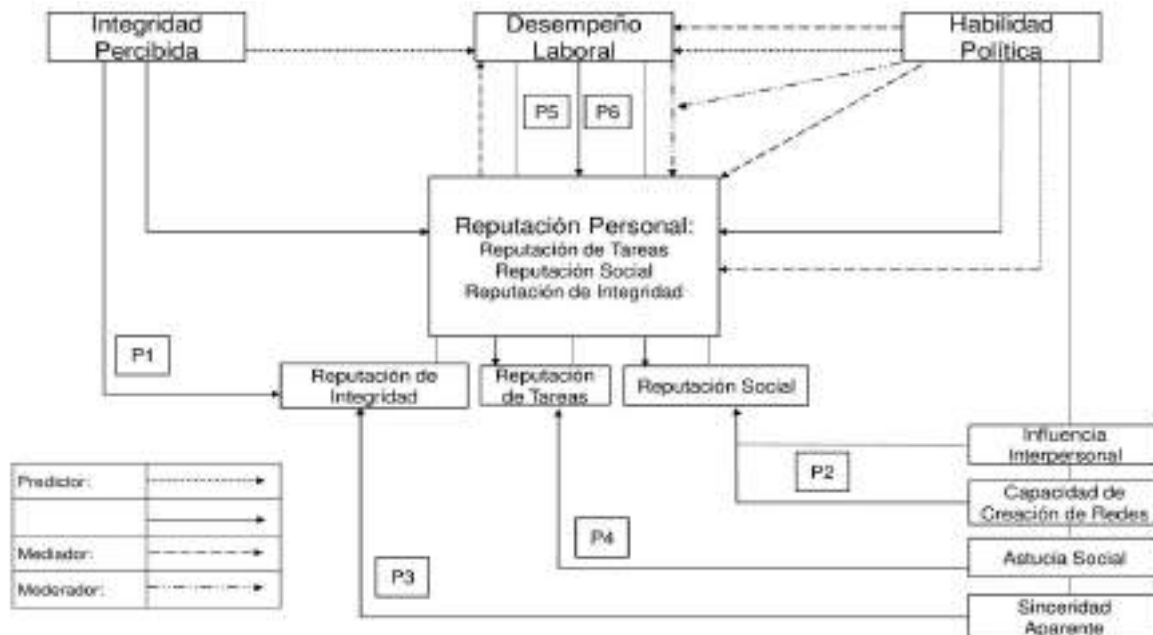 Integridad
Percibida
Desempeño
Laboral
Habilidad
Política
P5
P6
Reputación Personal:
Reputación de Tareas
Reputación Social
Reputación de Integridad
P1
Reputación de
Integridad
Reputación
de Tareas
Reputación Social
Influencia
Interpersonal
P2
Capacidad de
Creación de Redes
P4
Astucia Social
P3
Sinceridad
Aparente
Predictor:
Mediador:
Moderador: